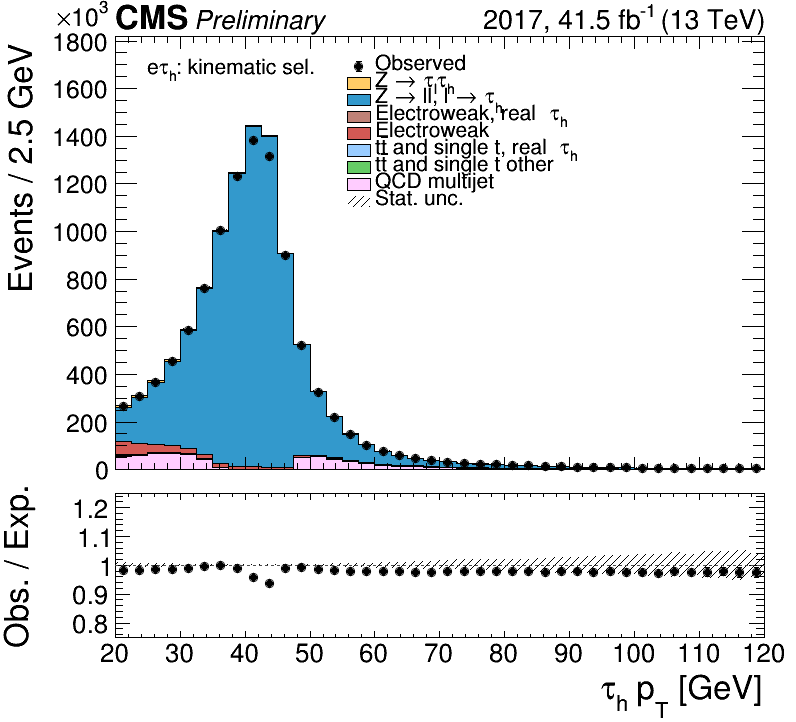 ×10³ CMS Preliminary 2017, 41.5 fb⁻¹ (13 TeV)
Events / 2.5 GeV
1800
1600
1400
1200
1000
800
600
400
200
0
eτh: kinematic sel.
Observed
Z → τlτh
Z → ll, l → τh
Electroweak, real τh
Electroweak
tt̄ and single t, real τh
tt̄ and single t other
QCD multijet
Stat. unc.
Obs. / Exp.
1.2
1.1
1
0.9
0.8
20 30 40 50 60 70 80 90 100 110 120
τh pT [GeV]